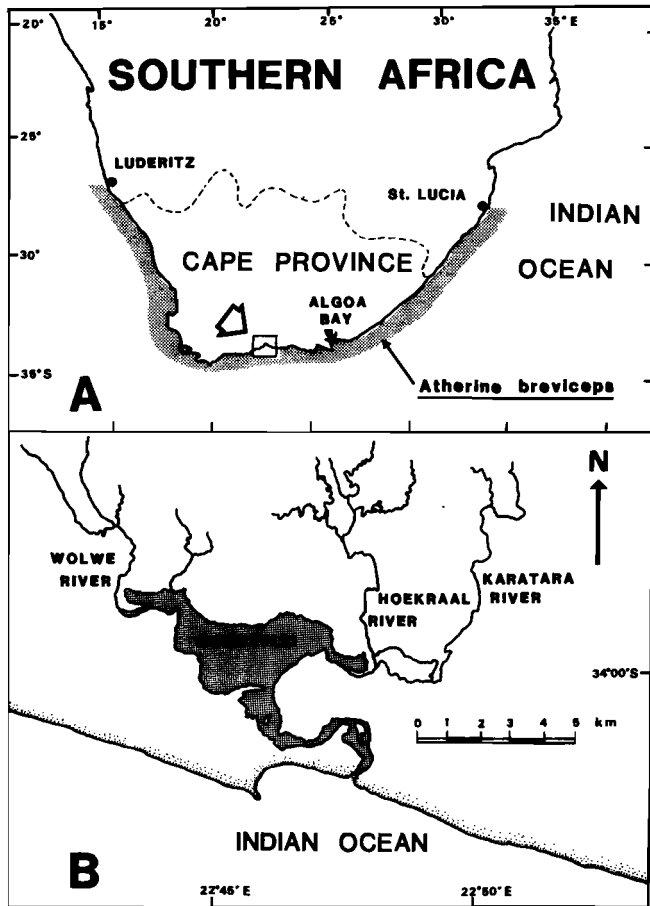 20°
15°
20°
25°
30°
35°E
SOUTHERN AFRICA
25°
LUDERITZ
St. LUCIA
INDIAN
OCEAN
30°
CAPE PROVINCE
ALGOA
BAY
35°S
A
Atherine breviceps
N
WOLWE
RIVER
HOEKRAAL
RIVER
KARATARA
RIVER
34°00'S
0 1 2 3 4 5 km
INDIAN OCEAN
B
22°45' E
22°50' E